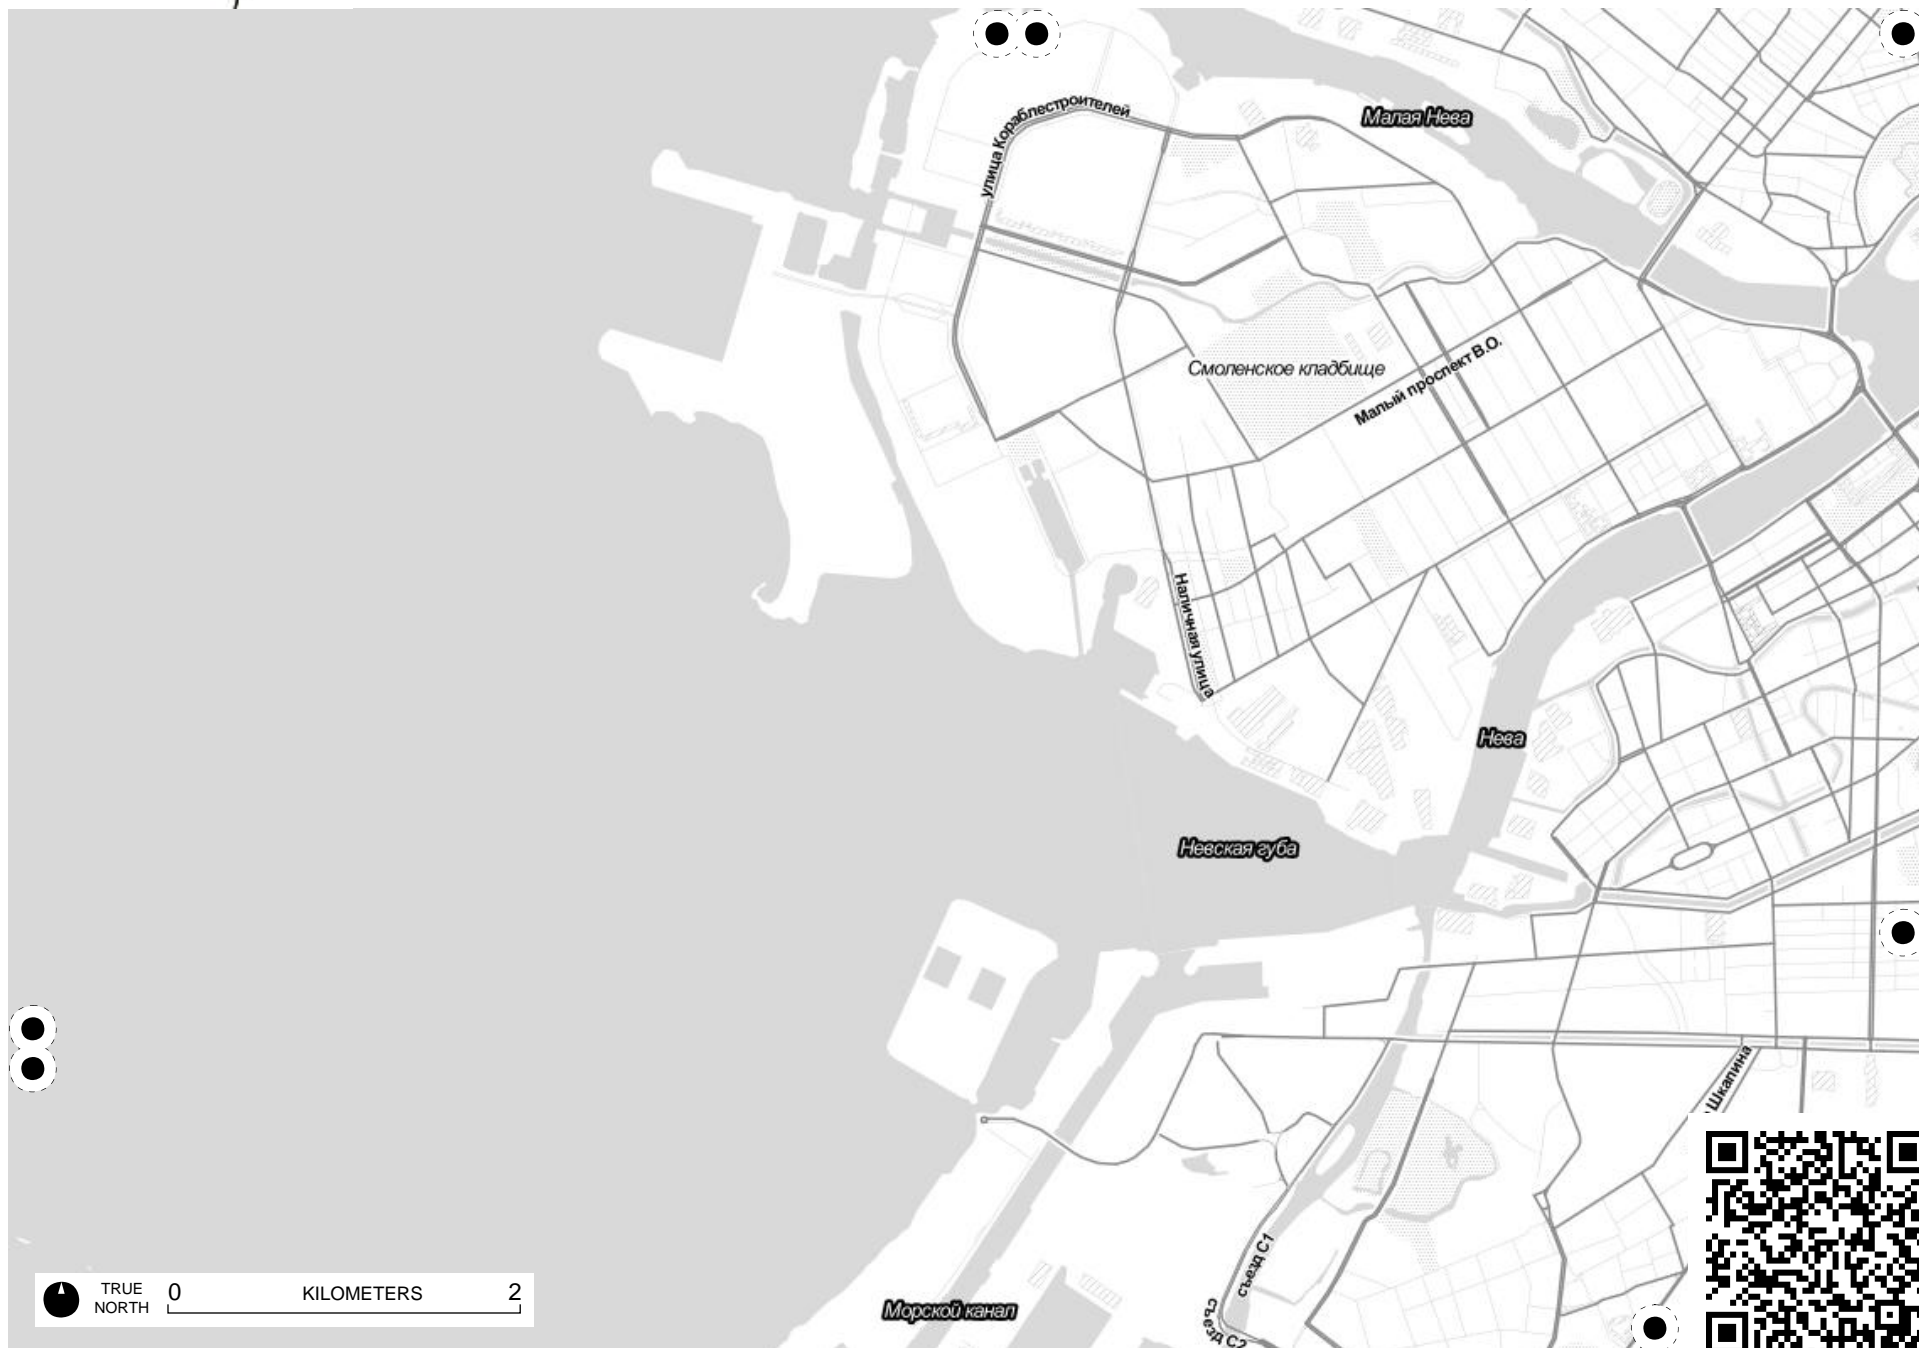 улица Кораблестроителей
Малая Нева
Смоленское кладбище
Малый проспект В.О.
Наличная улица
Нева
Невская губа
Шкапина
съезд С1
съезд С2
Морской канал
TRUE NORTH
0 KILOMETERS 2